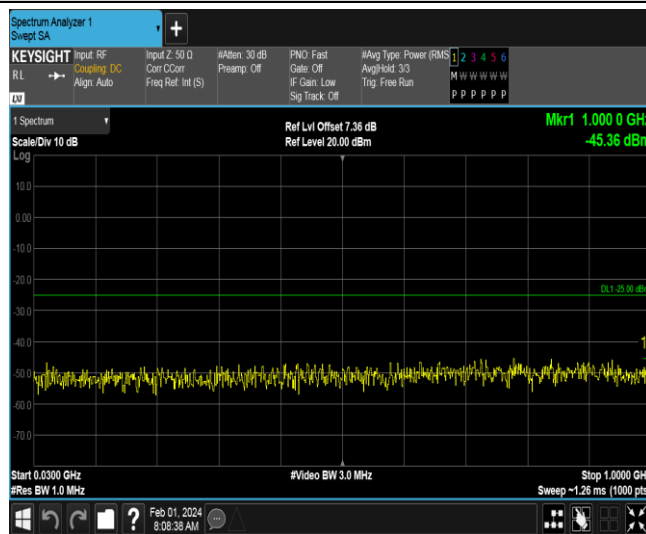 Spectrum Analyzer 1
Swept SA
KEYSIGHT
RL
LXI
Input: RF
Coupling: DC
Align: Auto
Input Z: 50 Ω
Corr CCorr
Freq Ref: Int (S)
#Atten: 30 dB
Preamp: Off
PNO: Fast
Gate: Off
IF Gain: Low
Sig Track: Off
#Avg Type: Power (RMS
Avg|Hold: 3/3
Trig: Free Run
1 2 3 4 5 6
M W W W W W
P P P P P P
1 Spectrum
Scale/Div 10 dB
Log
Ref Lvl Offset 7.36 dB
Ref Level 20.00 dBm
Mkr1 1.000 0 GHz
-45.36 dBm
10.0
0.00
-10.0
-20.0
DL1 -25.00 dBm
-30.0
-40.0
1
-50.0
-60.0
-70.0
Start 0.0300 GHz
#Res BW 1.0 MHz
#Video BW 3.0 MHz
Stop 1.0000 GHz
Sweep ~1.26 ms (1000 pts
?
Feb 01, 2024
8:08:38 AM